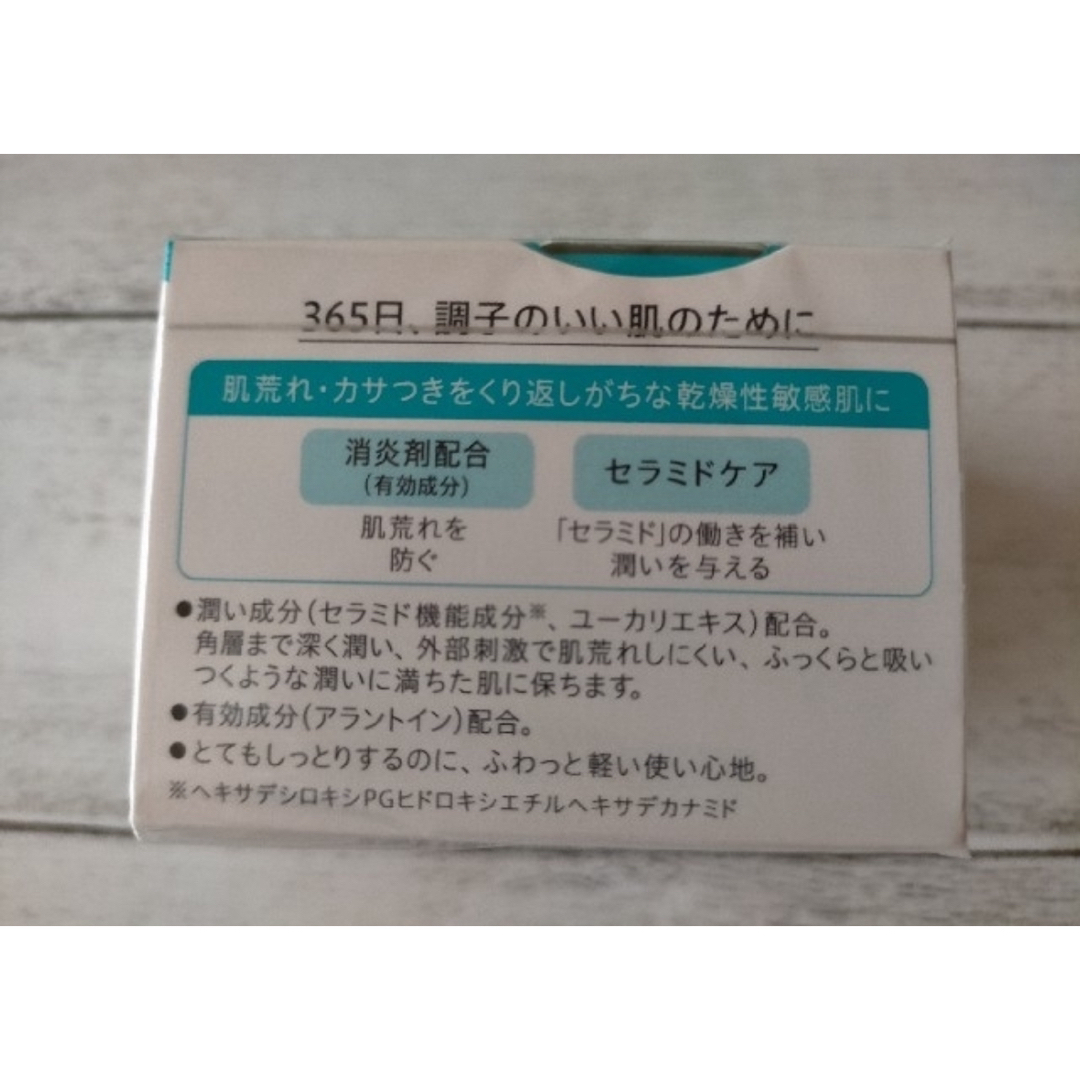 365日、調子のいい肌のために
肌荒れ・カサつきをくり返しがちな乾燥性敏感肌に
消炎剤配合
(有効成分)
肌荒れを
防ぐ
セラミドケア
「セラミド」の働きを補い
潤いを与える
●潤い成分(セラミド機能成分※、ユーカリエキス)配合。
角層まで深く潤い、外部刺激で肌荒れしにくい、ふっくらと吸い
つくような潤いに満ちた肌に保ちます。
●有効成分(アラントイン)配合。
●とてもしっとりするのに、ふわっと軽い使い心地。
※ヘキサデシロキシPGヒドロキシエチルヘキサデカナミド